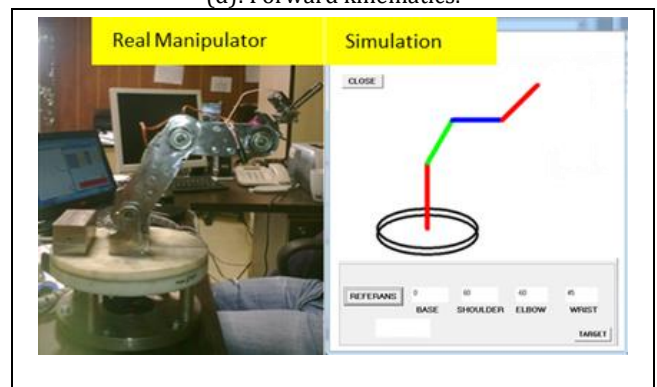 (d). Forward kinematics.
Real Manipulator
Simulation
CLOSE
REFERANS
0
60
-60
45
BASE
SHOULDER
ELBOW
WRIST
TARGET